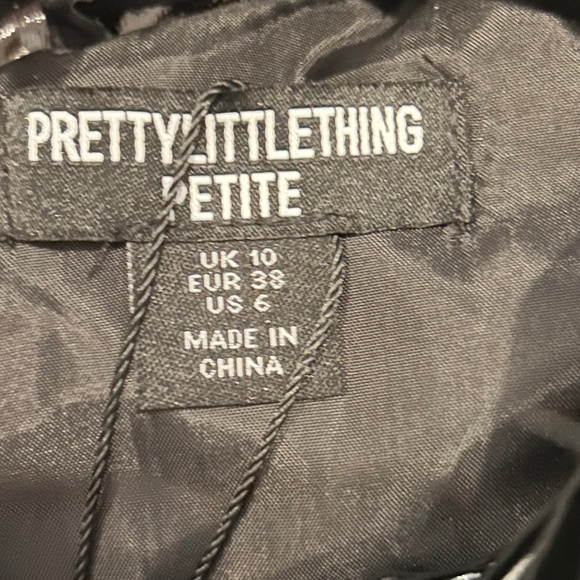 PRETTYLITTLETHING
PETITE
UK 10
EUR 38
US 6
MADE IN
CHINA